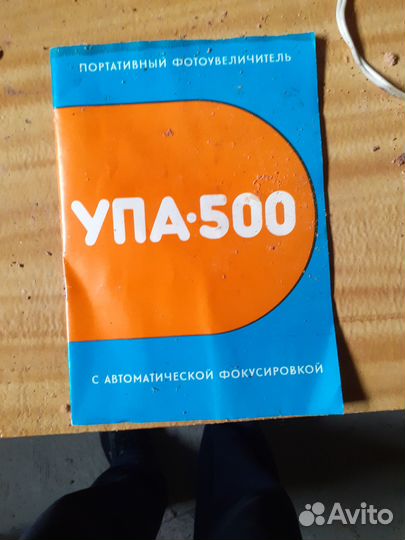 ПОРТАТИВНЫЙ ФОТОУВЕЛИЧИТЕЛЬ
УПА·500
С АВТОМАТИЧЕСКОЙ ФОКУСИРОВКОЙ
Avito